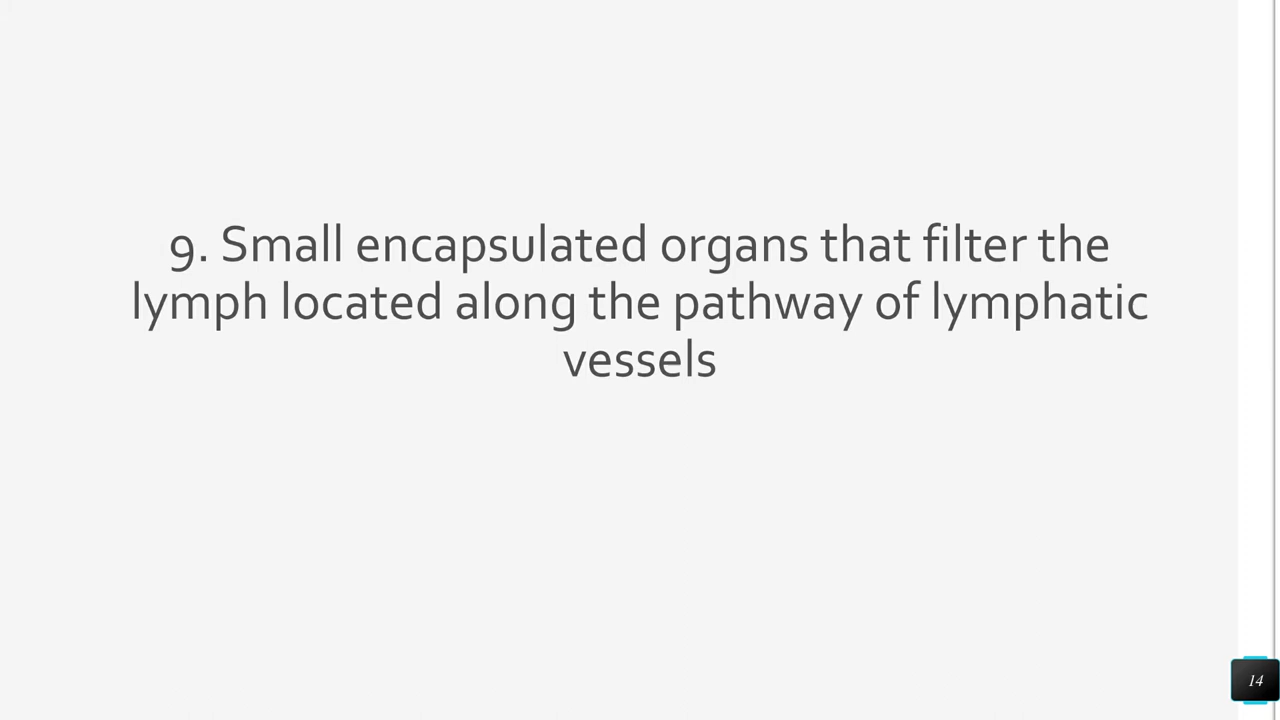 9. Small encapsulated organs that filter the
lymph located along the pathway of lymphatic
vessels
14